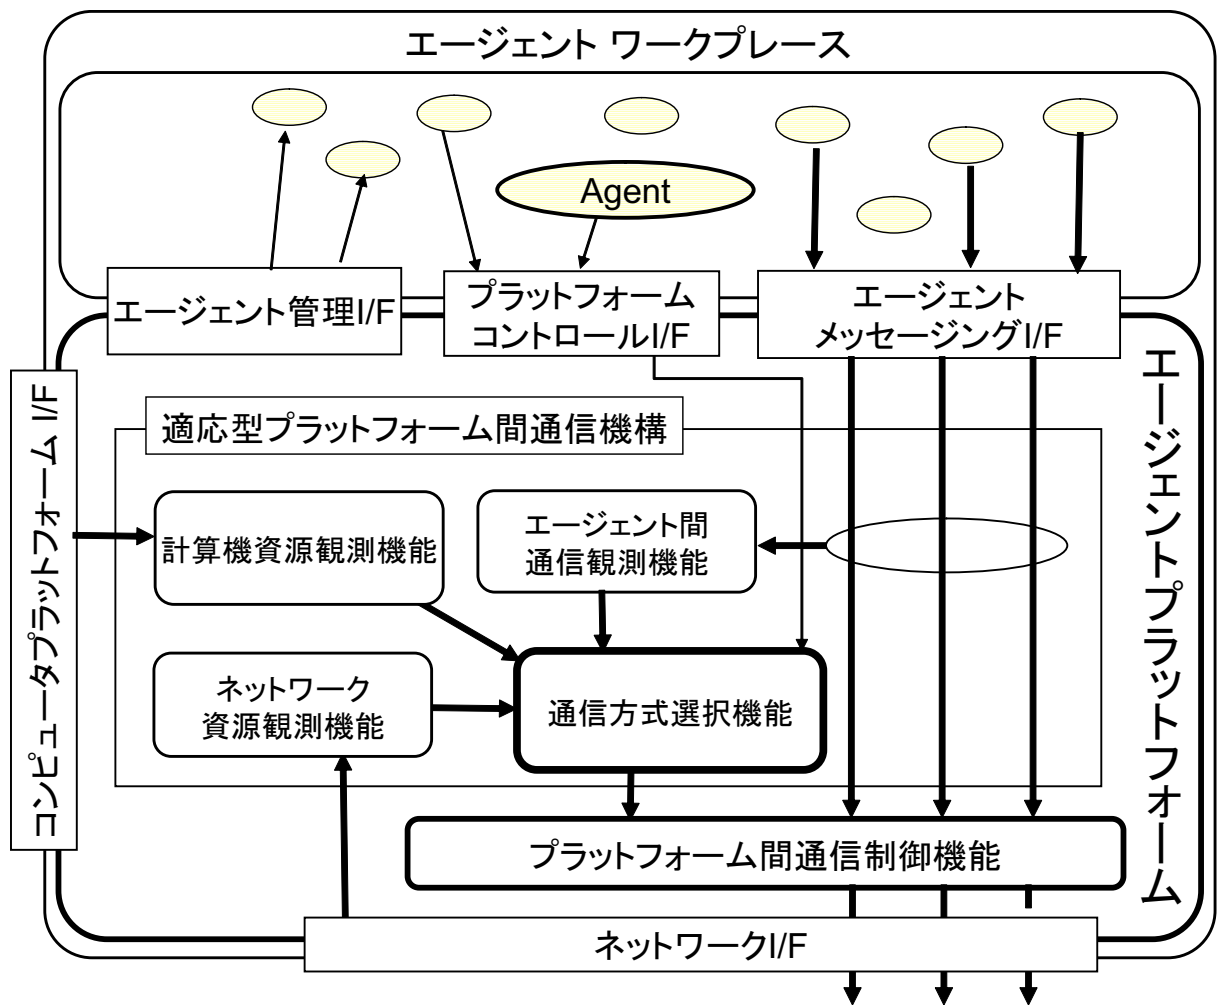 エージェント ワークプレース
Agent
エージェント管理I/F
プラットフォーム
コントロールI/F
エージェント
メッセージングI/F
エージェントプラットフォーム
コンピュータプラットフォーム I/F
適応型プラットフォーム間通信機構
計算機資源観測機能
エージェント間
通信観測機能
ネットワーク
資源観測機能
通信方式選択機能
プラットフォーム間通信制御機能
ネットワークI/F